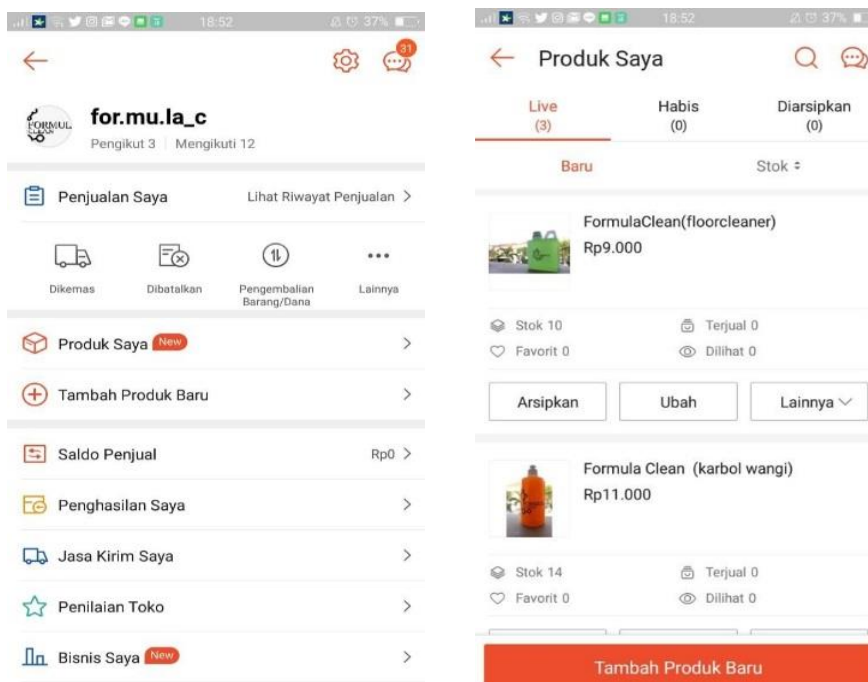 18:52
37%
31
FORMUL
CLEAN
for.mu.la_c
Pengikut 3 | Mengikuti 12
Penjualan Saya
Lihat Riwayat Penjualan >
Dikemas
Dibatalkan
Pengembalian
Barang/Dana
Lainnya
Produk Saya New
Tambah Produk Baru
Saldo Penjual
Rp0 >
Penghasilan Saya
Jasa Kirim Saya
Penilaian Toko
Bisnis Saya New
18:52
37%
Produk Saya
Live
(3)
Habis
(0)
Diarsipkan
(0)
Baru
Stok
FormulaClean(floorcleaner)
Rp9.000
Stok 10
Terjual 0
Favorit 0
Dilihat 0
Arsipkan
Ubah
Lainnya
Formula Clean (karbol wangi)
Rp11.000
Stok 14
Terjual 0
Favorit 0
Dilihat 0
Tambah Produk Baru